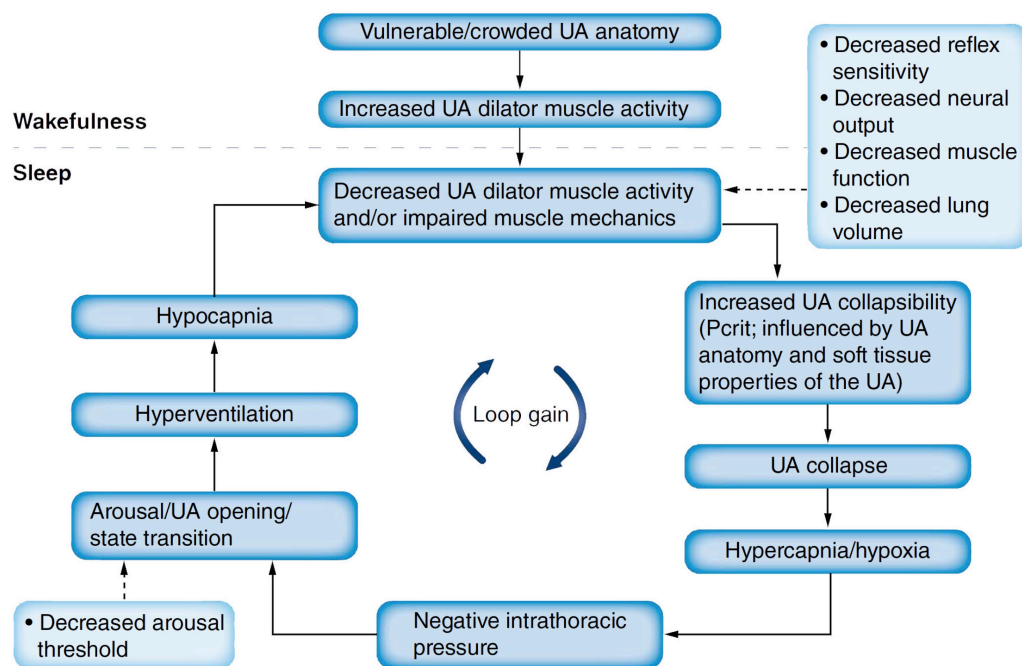 Vulnerable/crowded UA anatomy
Increased UA dilator muscle activity
Wakefulness
Sleep
• Decreased reflex
sensitivity
• Decreased neural
output
• Decreased muscle
function
• Decreased lung
volume
Decreased UA dilator muscle activity
and/or impaired muscle mechanics
Increased UA collapsibility
(Pcrit; influenced by UA
anatomy and soft tissue
properties of the UA)
UA collapse
Hypercapnia/hypoxia
Negative intrathoracic
pressure
• Decreased arousal
threshold
Arousal/UA opening/
state transition
Hyperventilation
Hypocapnia
Loop gain